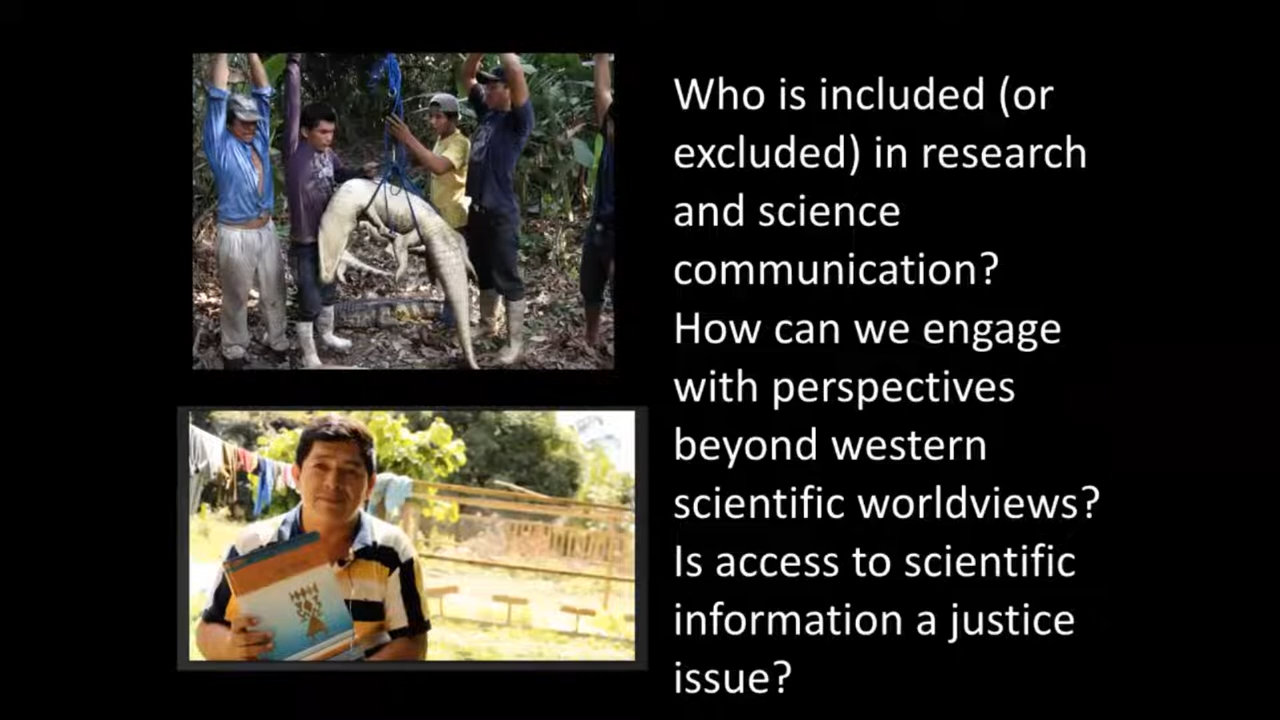 Who is included (or
excluded) in research
and science
communication?
How can we engage
with perspectives
beyond western
scientific worldviews?
Is access to scientific
information a justice
issue?